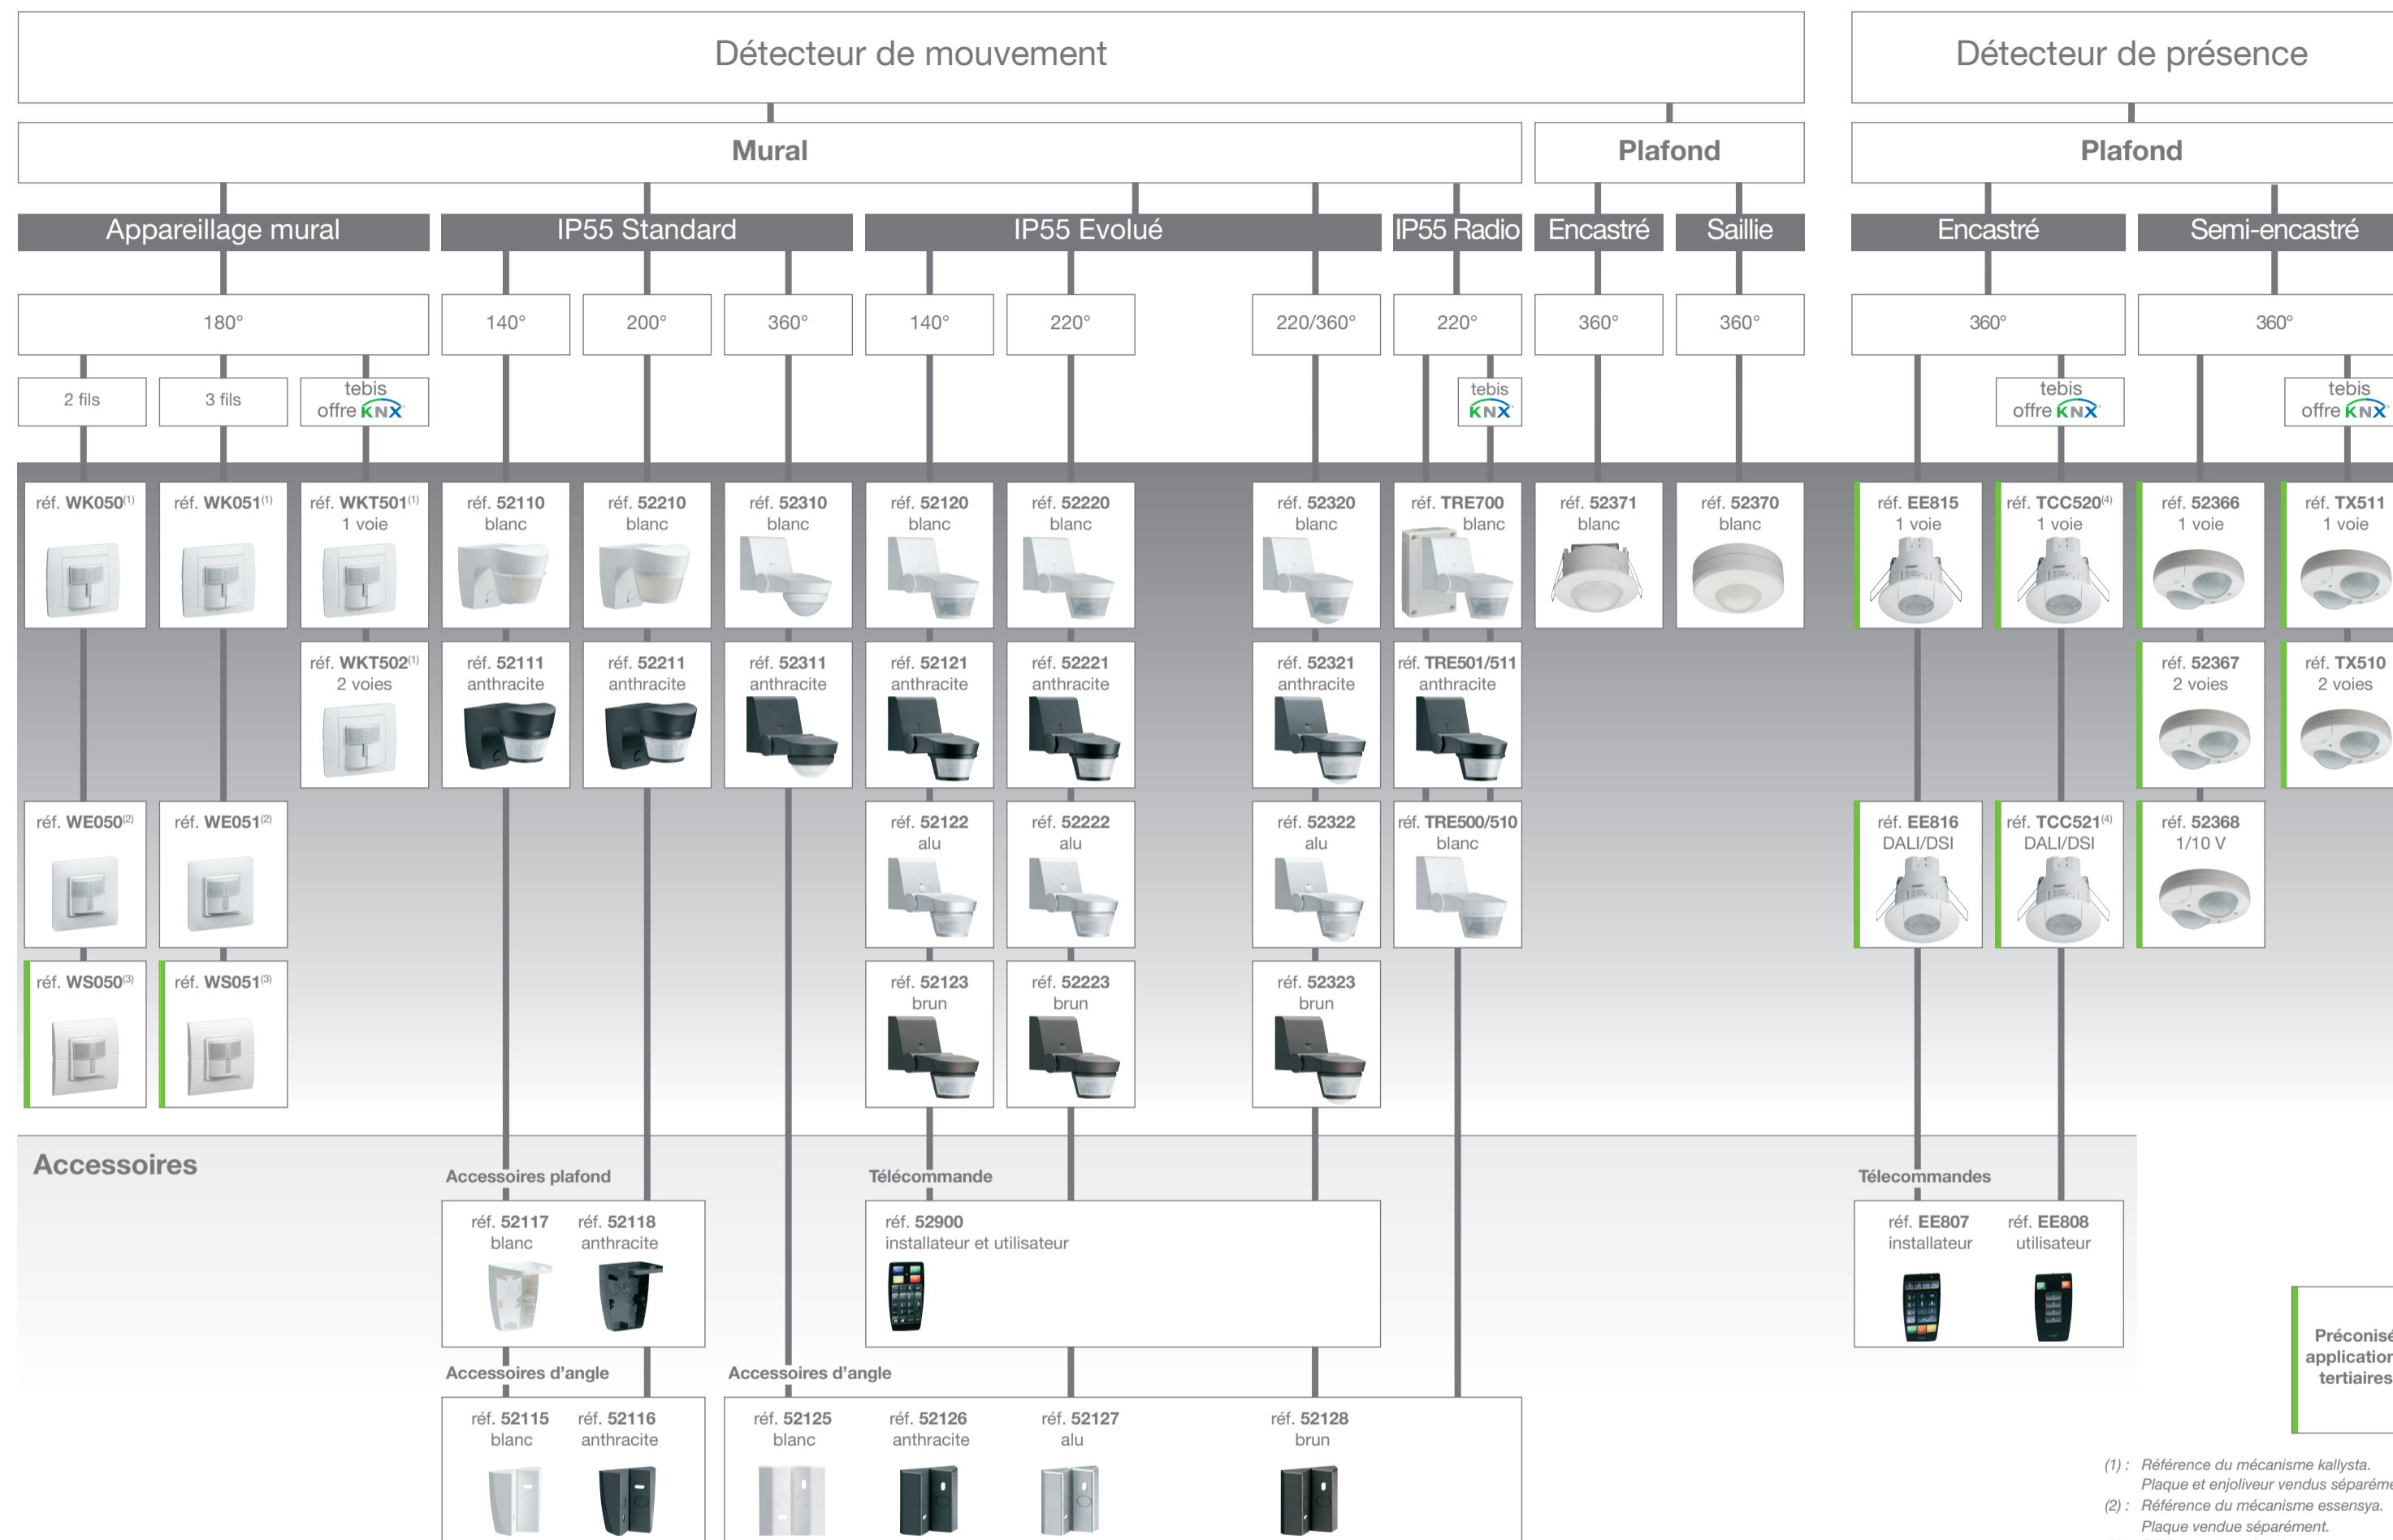 Détecteur de mouvement
Détecteur de présence
Mural
Plafond
Plafond
Appareillage mural
IP55 Standard
IP55 Evolué
IP55 Radio
Encastré
Saillie
Encastré
Semi-encastré
180°
140°
200°
360°
140°
220°
220/360°
220°
360°
360°
360°
360°
2 fils
3 fils
tebis
offre KNX
tebis
KNX
tebis
offre KNX
tebis
offre KNX
réf. WK050(1)
réf. WK051(1)
réf. WKT501(1)
1 voie
réf. 52110
blanc
réf. 52210
blanc
réf. 52310
blanc
réf. 52120
blanc
réf. 52220
blanc
réf. 52320
blanc
réf. TRE700
blanc
réf. 52371
blanc
réf. 52370
blanc
réf. EE815
1 voie
réf. TCC520(4)
1 voie
réf. 52366
1 voie
réf. TX511
1 voie
réf. WKT502(1)
2 voies
réf. 52111
anthracite
réf. 52211
anthracite
réf. 52311
anthracite
réf. 52121
anthracite
réf. 52221
anthracite
réf. 52321
anthracite
réf. TRE501/511
anthracite
réf. 52367
2 voies
réf. TX510
2 voies
réf. WE050(2)
réf. WE051(2)
réf. 52122
alu
réf. 52222
alu
réf. 52322
alu
réf. TRE500/510
blanc
réf. EE816
DALI/DSI
réf. TCC521(4)
DALI/DSI
réf. 52368
1/10 V
réf. WS050(3)
réf. WS051(3)
réf. 52123
brun
réf. 52223
brun
réf. 52323
brun
Accessoires
Accessoires plafond
Télécommande
Télecommandes
réf. 52117
blanc
réf. 52118
anthracite
réf. 52900
installateur et utilisateur
réf. EE807
installateur
réf. EE808
utilisateur
Accessoires d'angle
Accessoires d'angle
réf. 52115
blanc
réf. 52116
anthracite
réf. 52125
blanc
réf. 52126
anthracite
réf. 52127
alu
réf. 52128
brun
Préconisé
application
tertiaires
(1) : Référence du mécanisme kallysta.
Plaque et enjoliveur vendus séparéme
(2) : Référence du mécanisme essensya.
Plaque vendue séparément.